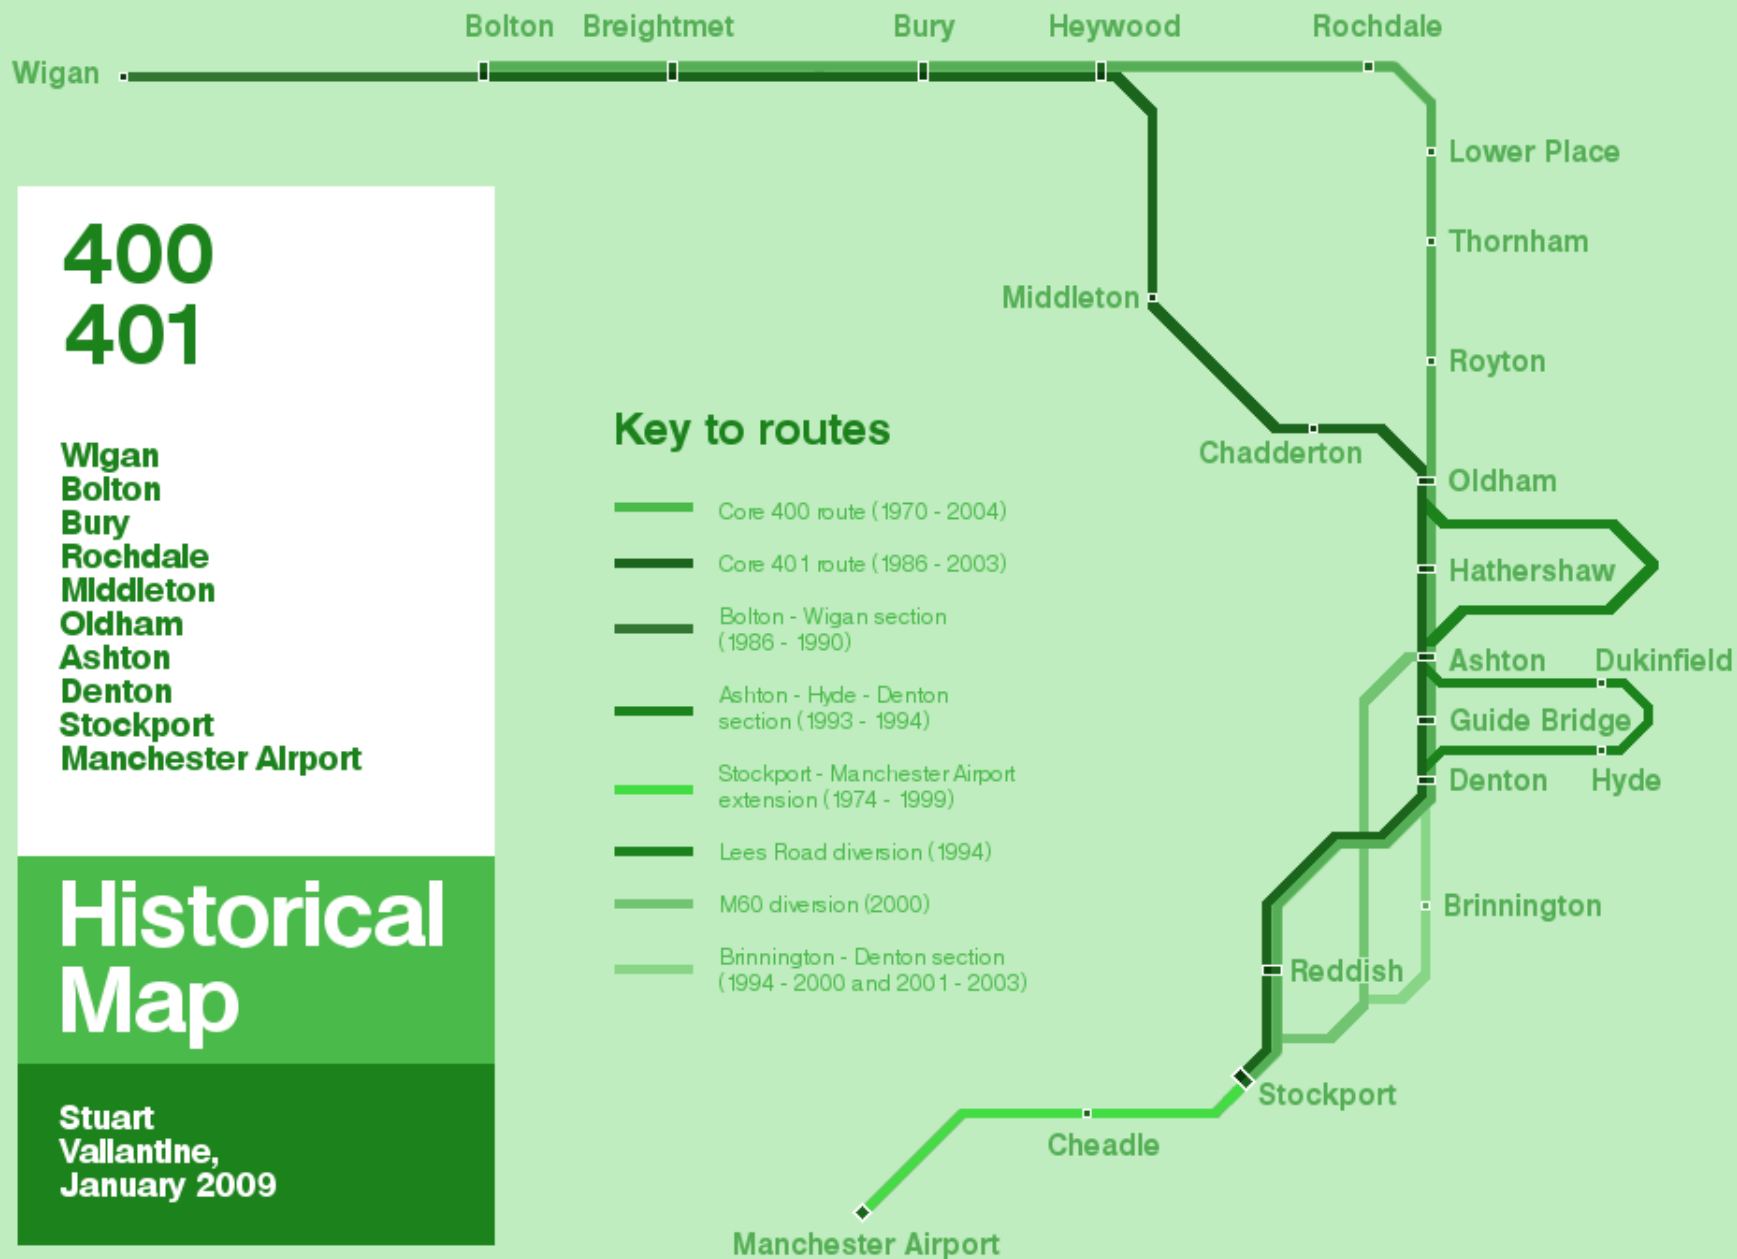 Bolton Breightmet Bury Heywood Rochdale
Wigan
Lower Place
Thornham
Middleton
Royton
Chadderton
Oldham
Hathershaw
Ashton Dukinfield
Guide Bridge
Denton Hyde
Brinnington
Reddish
Stockport
Cheadle
Manchester Airport
400
401
WIgan
Bolton
Bury
Rochdale
MIddleton
Oldham
Ashton
Denton
Stockport
Manchester AIrport
Historical
Map
Stuart
VallantIne,
January 2009
Key to routes
Core 400 route (1970 - 2004)
Core 401 route (1986 - 2003)
Bolton - Wigan section
(1986 - 1990)
Ashton - Hyde - Denton
section (1993 - 1994)
Stockport - Manchester Airport
extension (1974 - 1999)
Lees Road diversion (1994)
M60 diversion (2000)
Brinnington - Denton section
(1994 - 2000 and 2001 - 2003)